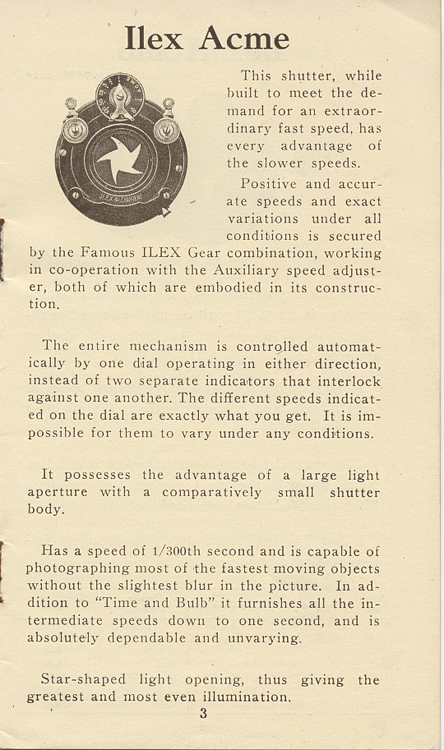 Ilex Acme
This shutter, while
built to meet the de-
mand for an extraor-
dinary fast speed, has
every advantage of
the slower speeds.
Positive and accur-
ate speeds and exact
variations under all
conditions is secured
by the Famous ILEX Gear combination, working
in co-operation with the Auxiliary speed adjust-
er, both of which are embodied in its construc-
tion.
The entire mechanism is controlled automat-
ically by one dial operating in either direction,
instead of two separate indicators that interlock
against one another. The different speeds indicat-
ed on the dial are exactly what you get. It is im-
possible for them to vary under any conditions.
It possesses the advantage of a large light
aperture with a comparatively small shutter
body.
Has a speed of 1/300th second and is capable of
photographing most of the fastest moving objects
without the slightest blur in the picture. In ad-
dition to “Time and Bulb” it furnishes all the in-
termediate speeds down to one second, and is
absolutely dependable and unvarying.
Star-shaped light opening, thus giving the
greatest and most even illumination.
3